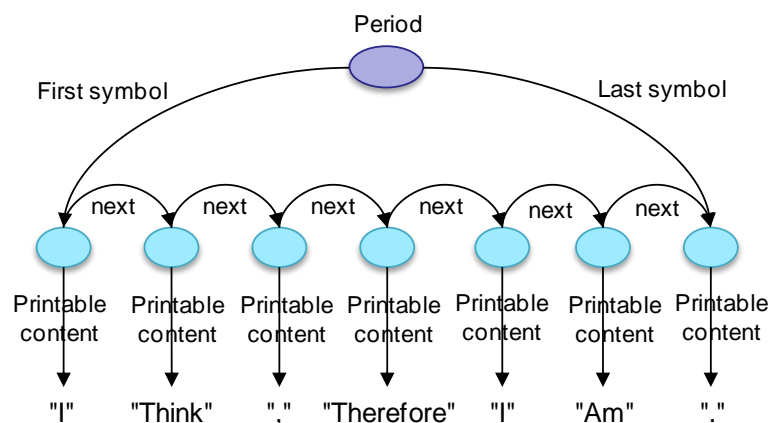 Period
First symbol
Last symbol
next next next next next next
Printable Printable Printable Printable Printable Printable Printable
content content content content content content content
"I" "Think" "," "Therefore" "I" "Am" "."